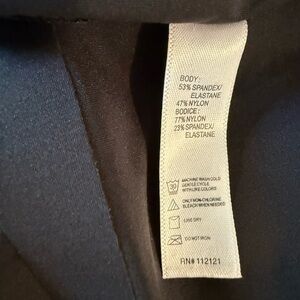 BODY:
53% SPANDEX/
ELASTANE
47% NYLON
BODICE:
77% NYLON
23% SPANDEX/
ELASTANE
30
MACHINE WASH COLD
GENTLE CYCLE
WITH LIKE COLORS
ONLY NON-CHLORINE
BLEACH WHEN NEEDED
LINE DRY
DO NOT IRON
RN# 112121